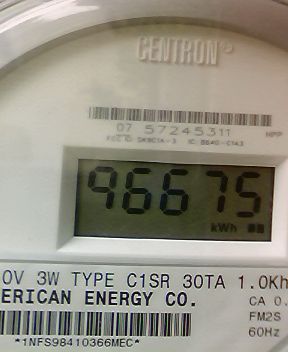 CENTRON®
07 57245311
HPP
96675
kWh
0V 3W TYPE C1SR 30TA 1.0Kh
ERICAN ENERGY CO.
CA 0.
FM2S
60Hz
*1NFS98410366MEC*